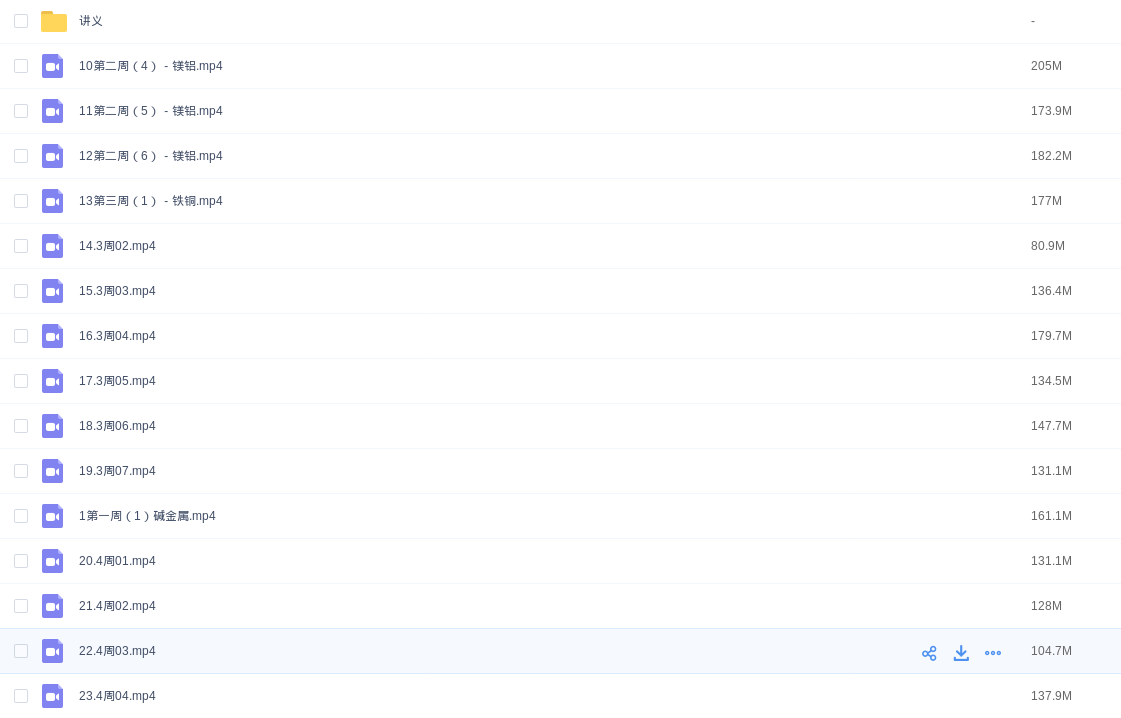 讲义 -
10第二周（4） - 镁铝.mp4 205M
11第二周（5） - 镁铝.mp4 173.9M
12第二周（6） - 镁铝.mp4 182.2M
13第三周（1） - 铁铜.mp4 177M
14.3周02.mp4 80.9M
15.3周03.mp4 136.4M
16.3周04.mp4 179.7M
17.3周05.mp4 134.5M
18.3周06.mp4 147.7M
19.3周07.mp4 131.1M
1第一周（1）碱金属.mp4 161.1M
20.4周01.mp4 131.1M
21.4周02.mp4 128M
22.4周03.mp4 104.7M
23.4周04.mp4 137.9M